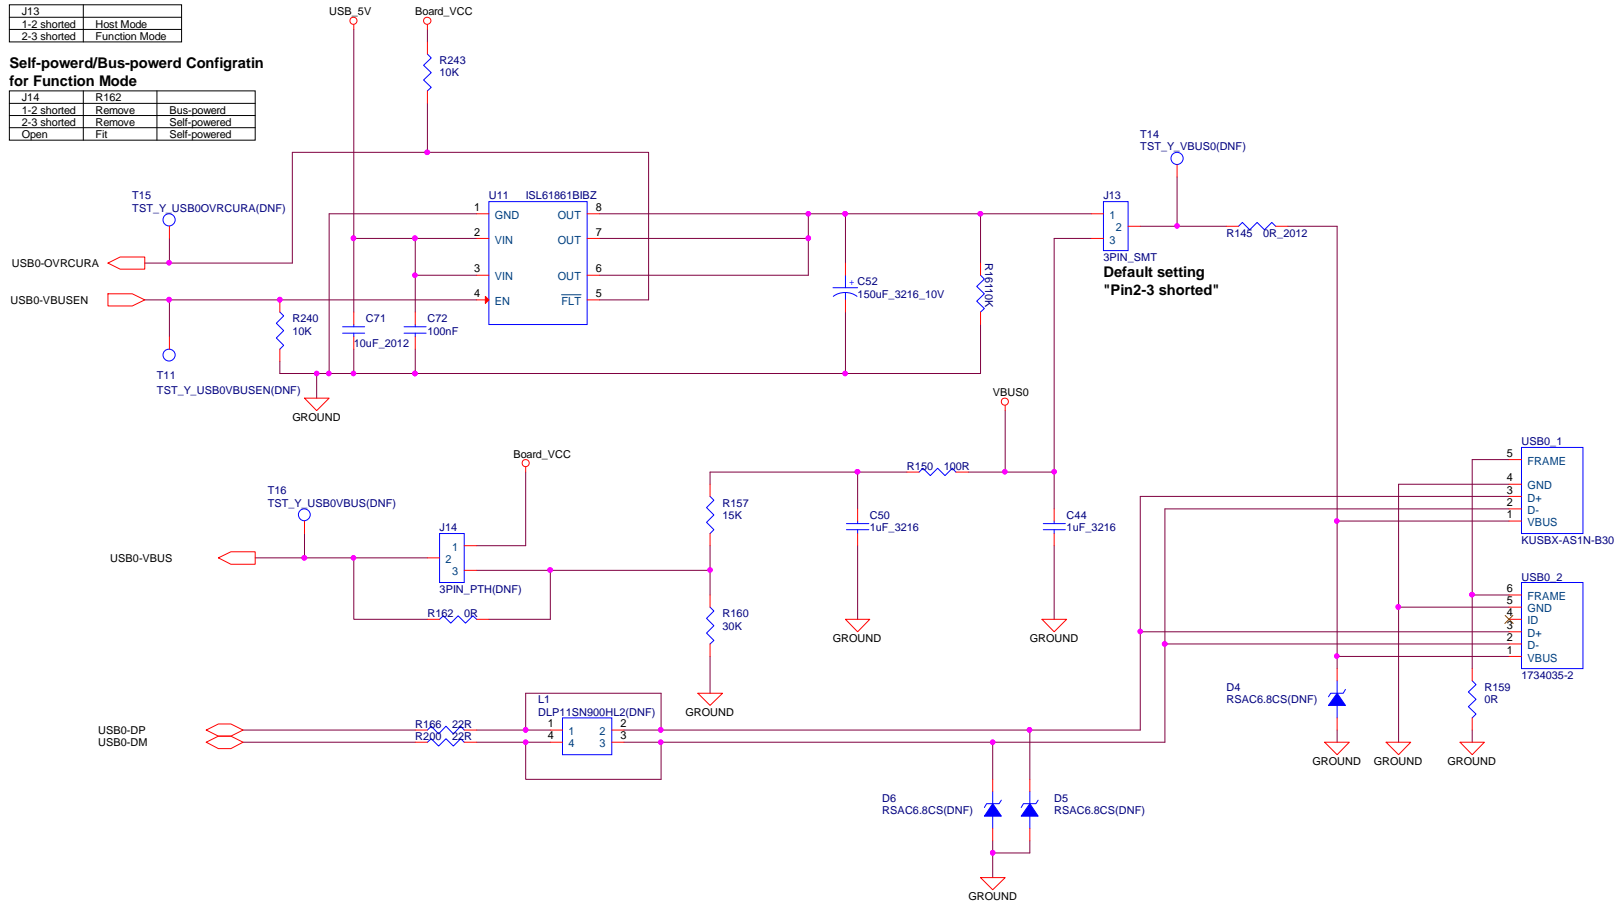 J13
1-2 shorted Host Mode
2-3 shorted Function Mode
Self-powerd/Bus-powerd Configratin
for Function Mode
J14 R162
1-2 shorted Remove Bus-powerd
2-3 shorted Remove Self-powered
Open Fit Self-powered
USB_5V
Board_VCC
R243
10K
T15
TST_Y_USB0OVRCURA(DNF)
USB0-OVRCURA
USB0-VBUSEN
T11
TST_Y_USB0VBUSEN(DNF)
R240
10K
GROUND
C71
10uF_2012
C72
100nF
U11 ISL61861BIBZ
1 GND OUT 8
2 VIN OUT 7
3 VIN OUT 6
4 EN FLT 5
C52
+
150uF_3216_10V
R161 10K
T14
TST_Y_VBUS0(DNF)
J13
1
2
3
3PIN_SMT
Default setting
"Pin2-3 shorted"
R145 0R_2012
VBUS0
Board_VCC
T16
TST_Y_USB0VBUS(DNF)
USB0-VBUS
J14
1
2
3
3PIN_PTH(DNF)
R162 0R
R157
15K
R160
30K
GROUND
R150 100R
C50
1uF_3216
GROUND
C44
1uF_3216
GROUND
USB0_1
5 FRAME
4 GND
3 D+
2 D-
1 VBUS
KUSBX-AS1N-B30
USB0_2
6 FRAME
5 GND
4 ID
3 D+
2 D-
1 VBUS
1734035-2
D4
RSAC6.8CS(DNF)
R159
0R
GROUND
GROUND
GROUND
USB0-DP
USB0-DM
R166 22R
R200 22R
L1
DLP11SN900HL2(DNF)
1 1 2 2
4 4 3 3
D6
RSAC6.8CS(DNF)
D5
RSAC6.8CS(DNF)
GROUND